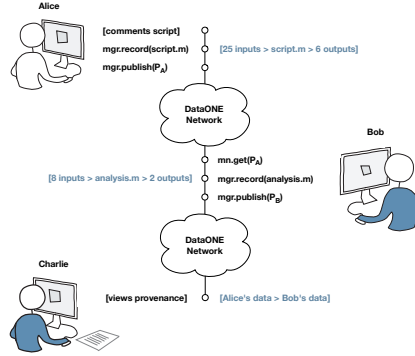 Alice
[comments script]
mgr.record(script.m) [25 inputs > script.m > 6 outputs]
mgr.publish(PA)
DataONE
Network
Bob
mn.get(PA)
[8 inputs > analysis.m > 2 outputs] mgr.record(analysis.m)
mgr.publish(PB)
DataONE
Network
Charlie
[views provenance] [Alice's data > Bob's data]